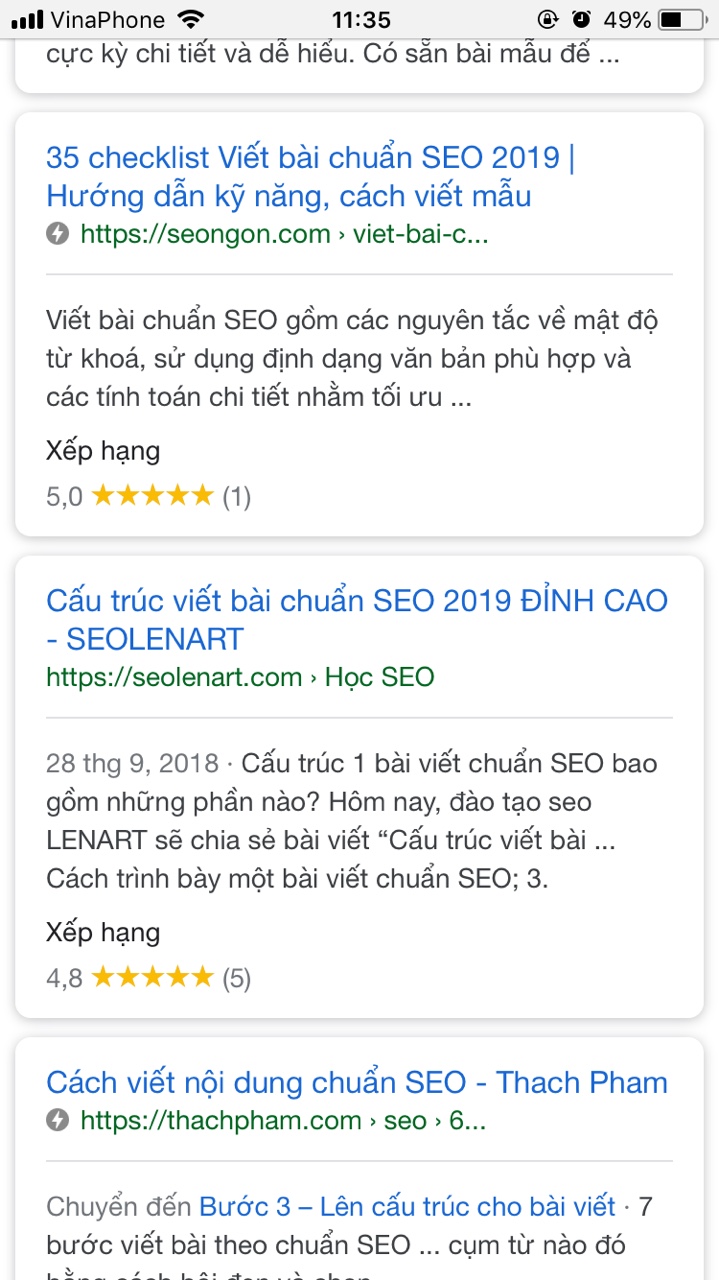 VinaPhone 11:35 49%
cực kỳ chi tiết và dễ hiểu. Có sẵn bài mẫu để ...
35 checklist Viết bài chuẩn SEO 2019 |
Hướng dẫn kỹ năng, cách viết mẫu
https://seongon.com › viet-bai-c...
Viết bài chuẩn SEO gồm các nguyên tắc về mật độ
từ khoá, sử dụng định dạng văn bản phù hợp và
các tính toán chi tiết nhằm tối ưu ...
Xếp hạng
5,0 ★★★★★ (1)
Cấu trúc viết bài chuẩn SEO 2019 ĐỈNH CAO
- SEOLENART
https://seolenart.com › Học SEO
28 thg 9, 2018 · Cấu trúc 1 bài viết chuẩn SEO bao
gồm những phần nào? Hôm nay, đào tạo seo
LENART sẽ chia sẻ bài viết “Cấu trúc viết bài ...
Cách trình bày một bài viết chuẩn SEO; 3.
Xếp hạng
4,8 ★★★★★ (5)
Cách viết nội dung chuẩn SEO - Thach Pham
https://thachpham.com › seo › 6...
Chuyển đến Bước 3 – Lên cấu trúc cho bài viết · 7
bước viết bài theo chuẩn SEO ... cụm từ nào đó